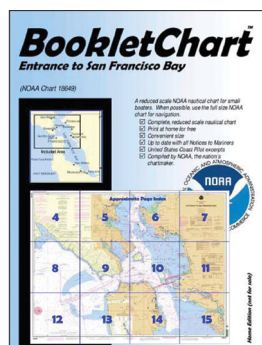 BookletChart™
Entrance to San Francisco Bay
(NOAA Chart 18649)
A reduced scale NOAA nautical chart for small
boaters. When possible, use the full size NOAA
chart for navigation.
☑ Complete, reduced scale nautical chart
☑ Print at home for free
☑ Convenient size
☑ Up to date with all Notices to Mariners
☑ United States Coast Pilot excerpts
☑ Compiled by NOAA, the nation's
chartmaker.
Included Area
NOAA
Approximate Page Index
4 5 6 7
8 9 10 11
12 13 14 15
Home Edition (not for sale)